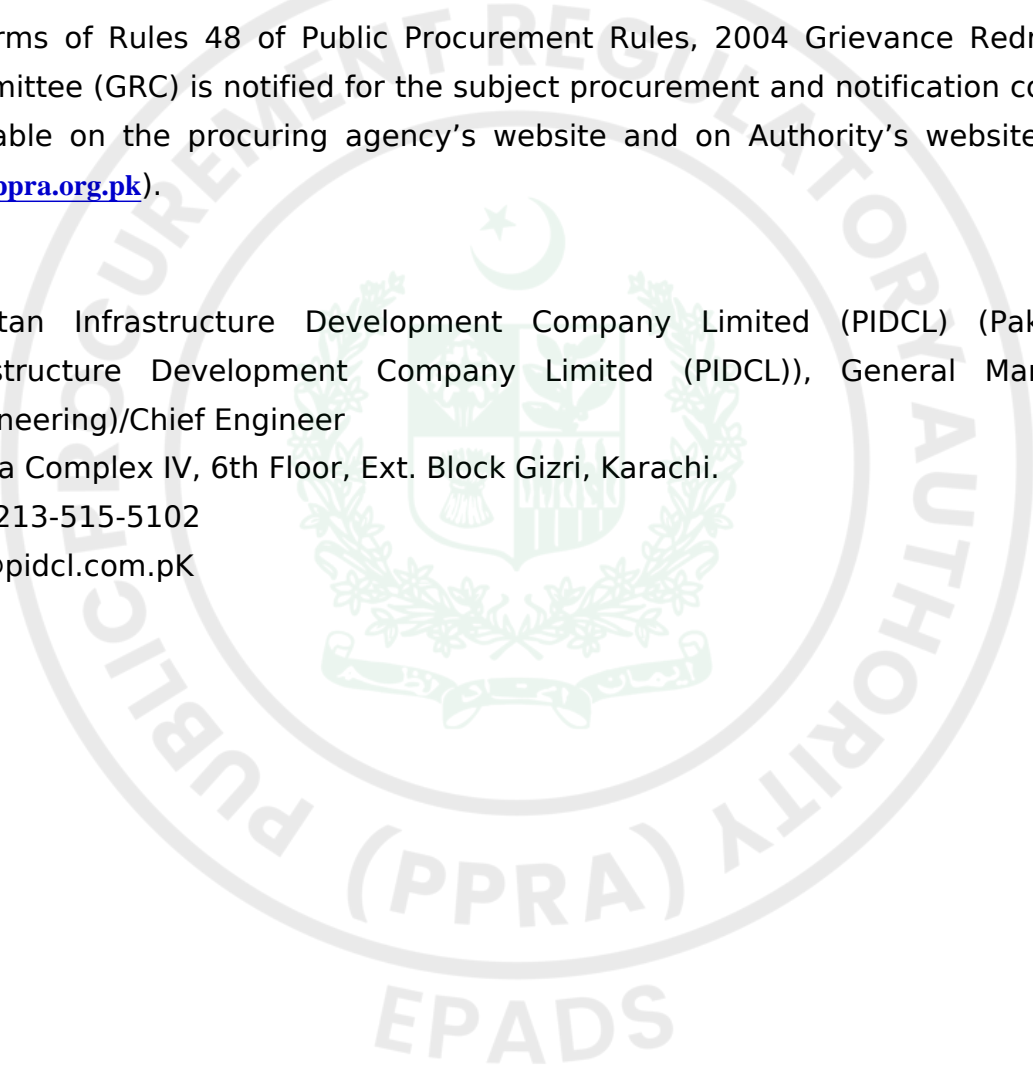 rms of Rules 48 of Public Procurement Rules, 2004 Grievance Redr
mittee (GRC) is notified for the subject procurement and notification co
able on the procuring agency’s website and on Authority’s website
ppra.org.pk).
tan Infrastructure Development Company Limited (PIDCL) (Pak
structure Development Company Limited (PIDCL)), General Mar
neering)/Chief Engineer
a Complex IV, 6th Floor, Ext. Block Gizri, Karachi.
213-515-5102
@pidcl.com.pK
PUBLIC PROCUREMENT REGULATORY AUTHORITY
(PPRA)
EPADS